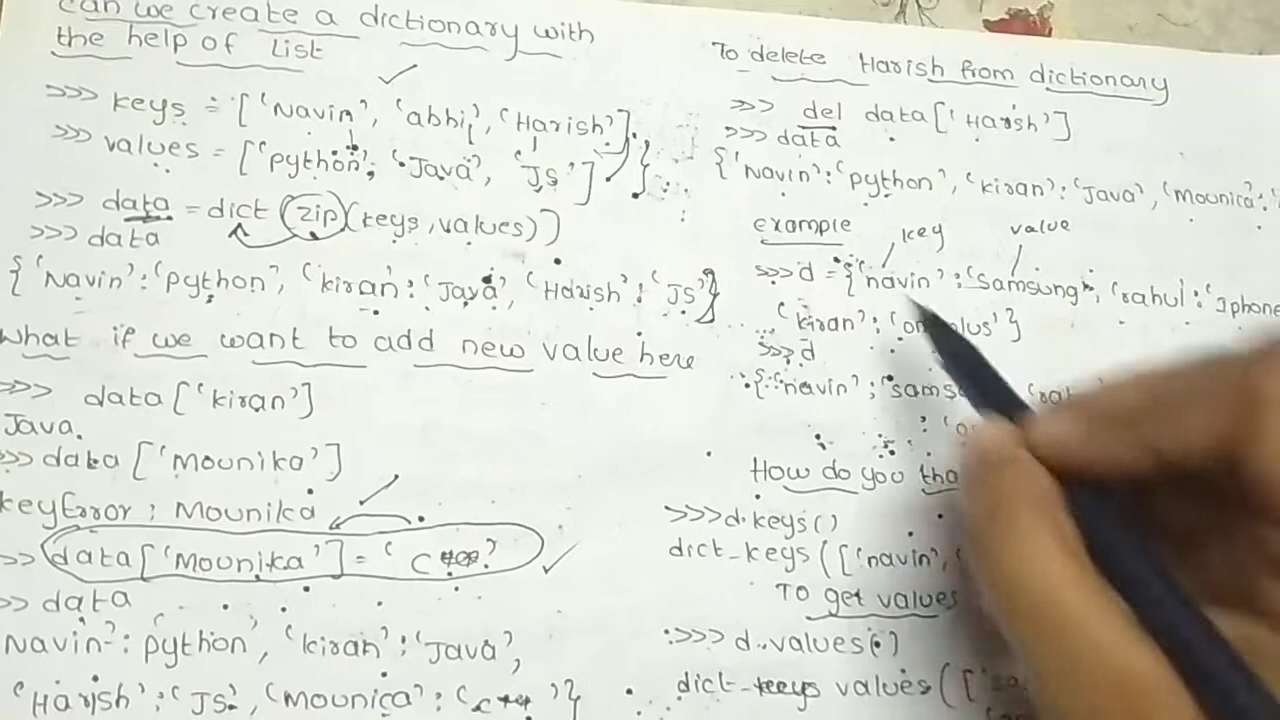 can we create a dictionary with
the help of List
>>> keys = ['Navin', 'abhi', 'Harish']
>>> values = ['python', 'Java', 'JS']
>>> data = dict (zip(keys, values))
>>> data
{'Navin': 'python', 'kiran: 'Java', 'Harish': 'JS'}
What if we want to add new value here
>>> data ['kiran']
Java.
>>> data ['Mounika']
keyError: Mounika
>> data['Mounika'] = 'C
>> data
Navin': python', 'kiran': 'Java',
'Harish': 'JS', 'Mounica':
To delete Harish from dictionary
>>> del data['Harish']
>>> data
{'Navin': 'python', 'kiran': 'Java', 'Mounica':
example
key
value
>>> d = {'navin': 'Samsung', 'rahul: 'Iphone
... 'kiran':
>>> d
{'navin':
How do you
>>> d.keys()
dict_keys(['navin',
To get values
>>> d.values()
dict_ values([